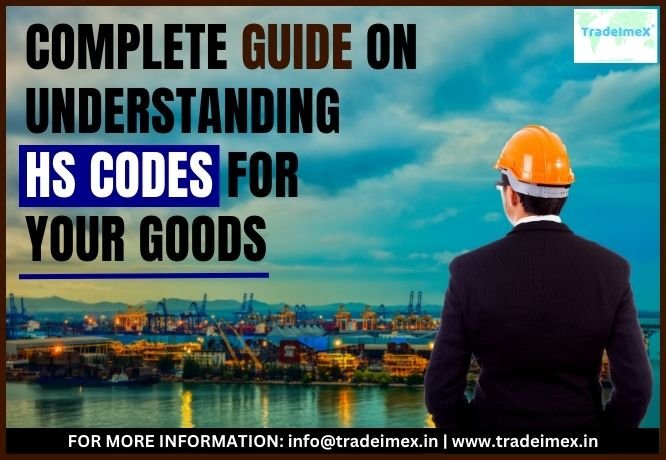 COMPLETE GUIDE ON
UNDERSTANDING
HS CODES FOR
YOUR GOODS
TradeImeX
FOR MORE INFORMATION: info@tradeimex.in | www.tradeimex.in